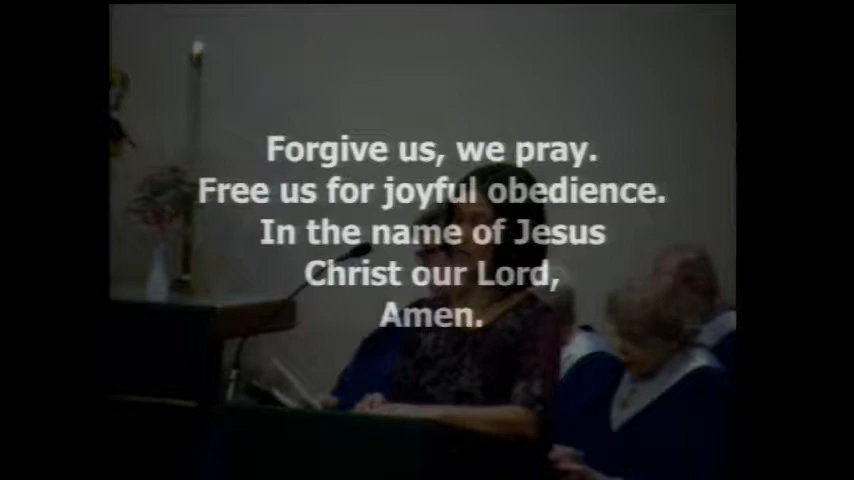 Forgive us, we pray.
Free us for joyful obedience.
In the name of Jesus
Christ our Lord,
Amen.